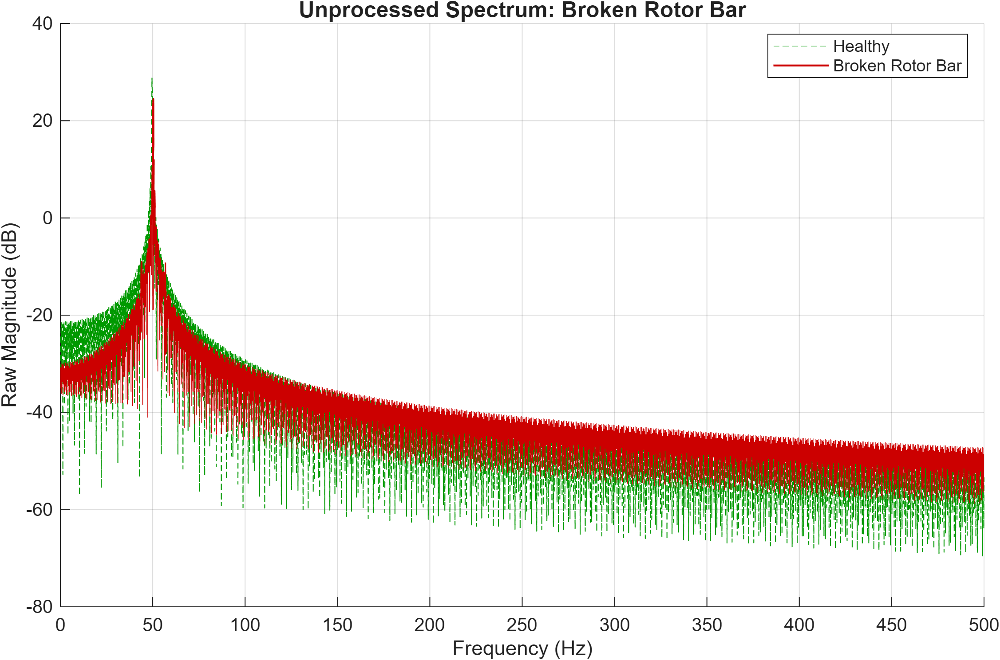 Unprocessed Spectrum: Broken Rotor Bar
Healthy
Broken Rotor Bar
Raw Magnitude (dB)
40
20
0
-20
-40
-60
-80
0 50 100 150 200 250 300 350 400 450 500
Frequency (Hz)